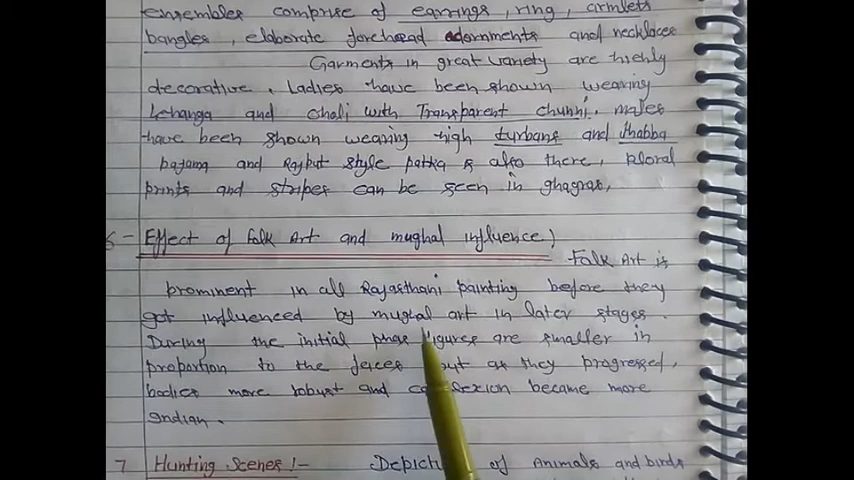 ensembles comprise of earrings, ring, armlets
bangles, elaborate forehead adornments and necklaces
Garments in great variety are highly
decorative. Ladies have been shown wearing
Lehanga and choli with Transparent chunni. males
have been shown wearing high turbans and Jhabba
pajama and Rajput style patka is also there, Floral
prints and stripes can be seen in ghagras,
6- Effect of Folk Art and mughal influence)
Folk Art is
prominent in all Rajasthani painting before they
got influenced by mughal art in later stages.
During the initial phase figures are smaller in
proportion to the faces but as they progressed,
bodies more robust and became more
Indian.
7 Hunting Scenes :- of Animals and birds